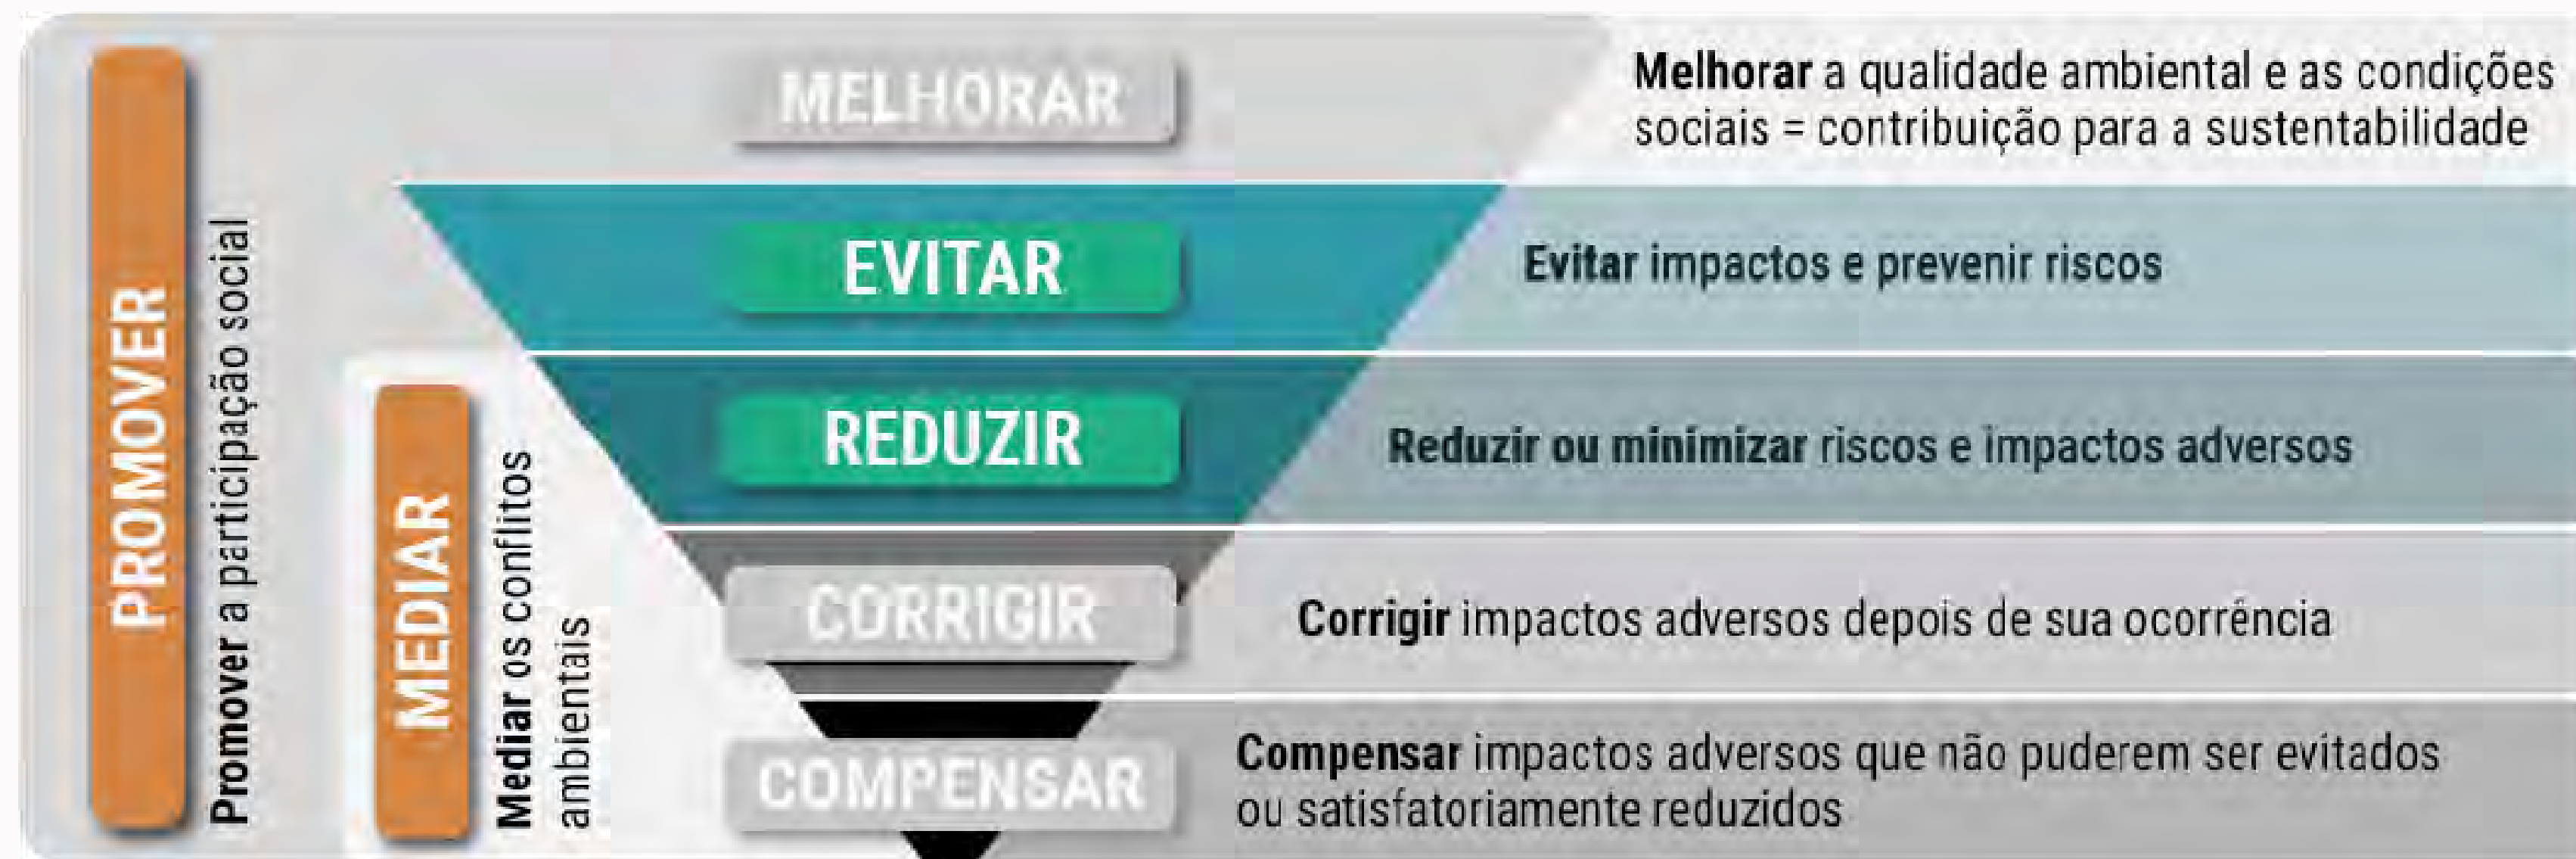 PROMOVER
Promover a participação social
MEDIAR
Mediar os conflitos
ambientais
MELHORAR
Melhorar a qualidade ambiental e as condições
sociais = contribuição para a sustentabilidade
EVITAR
Evitar impactos e prevenir riscos
REDUZIR
Reduzir ou minimizar riscos e impactos adversos
CORRIGIR
Corrigir impactos adversos depois de sua ocorrência
COMPENSAR
Compensar impactos adversos que não puderem ser evitados
ou satisfatoriamente reduzidos